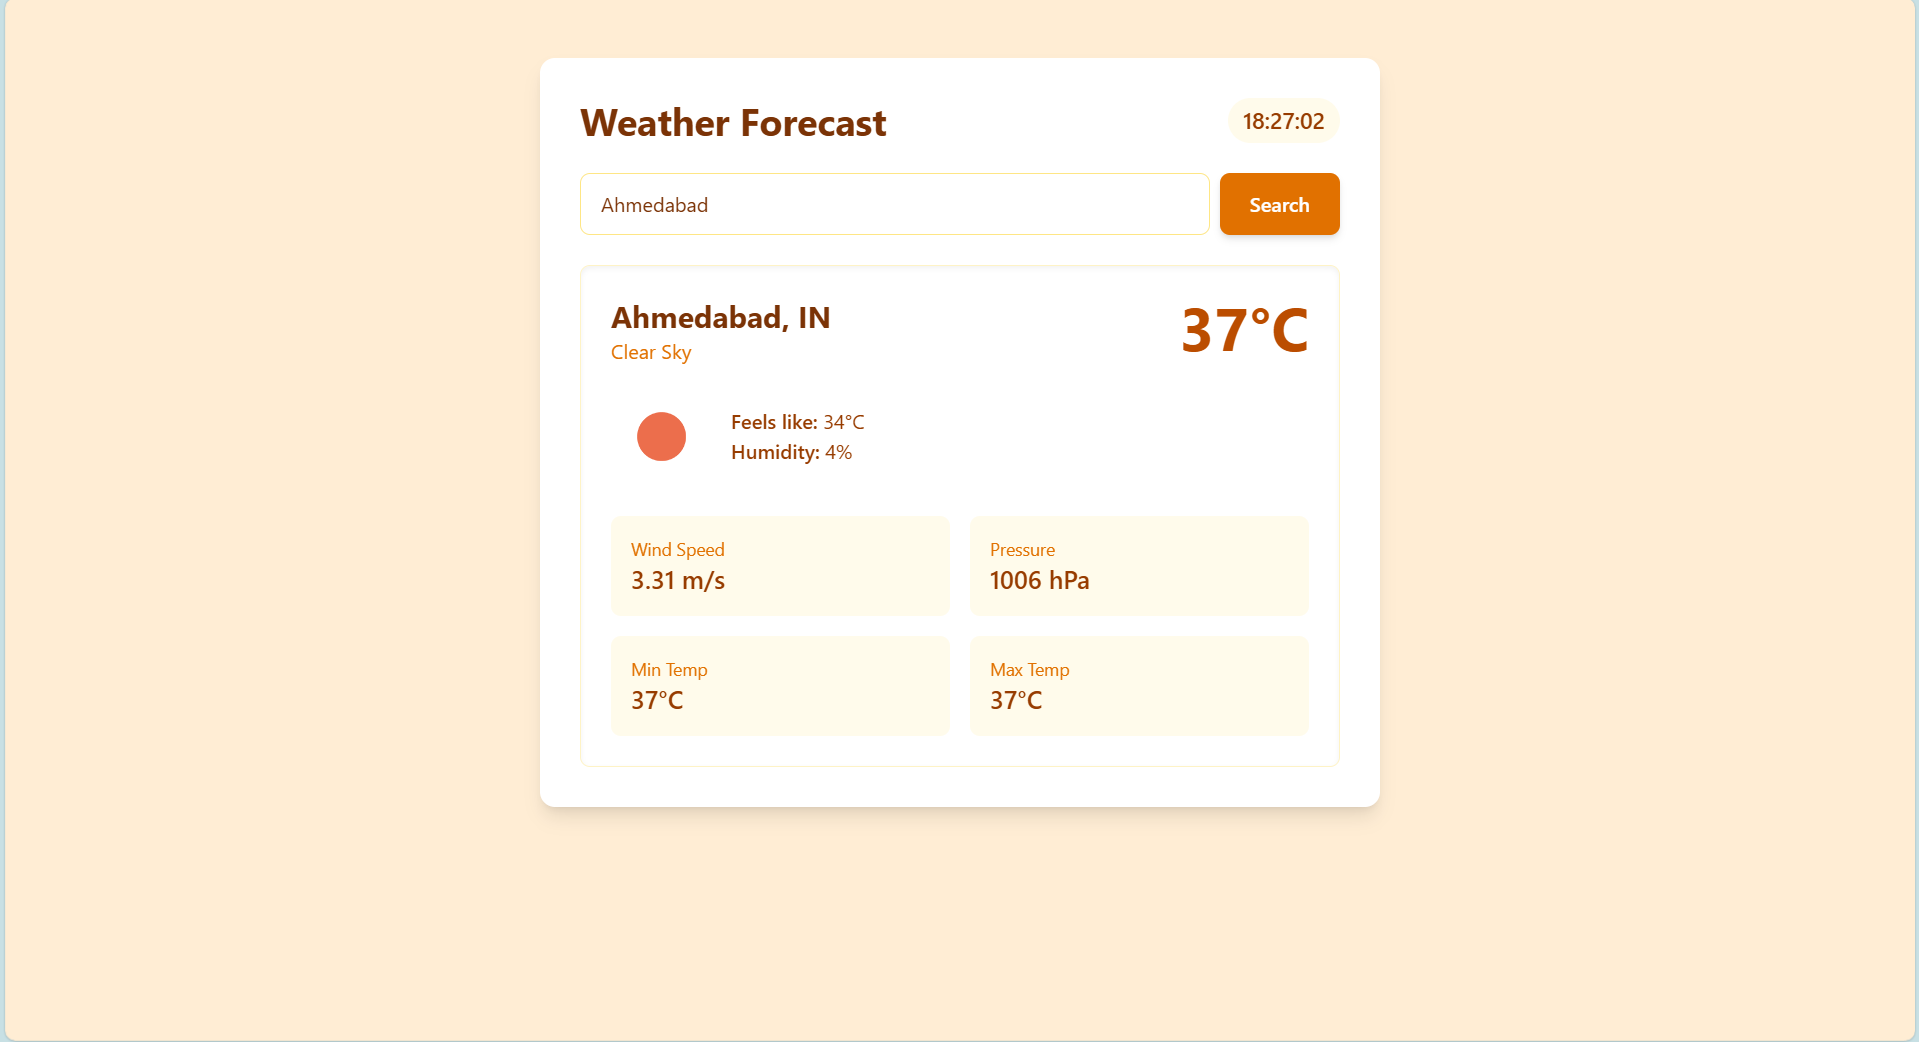 Weather Forecast
18:27:02
Ahmedabad
Search
Ahmedabad, IN
37°C
Clear Sky
Feels like: 34°C
Humidity: 4%
Wind Speed
3.31 m/s
Pressure
1006 hPa
Min Temp
37°C
Max Temp
37°C